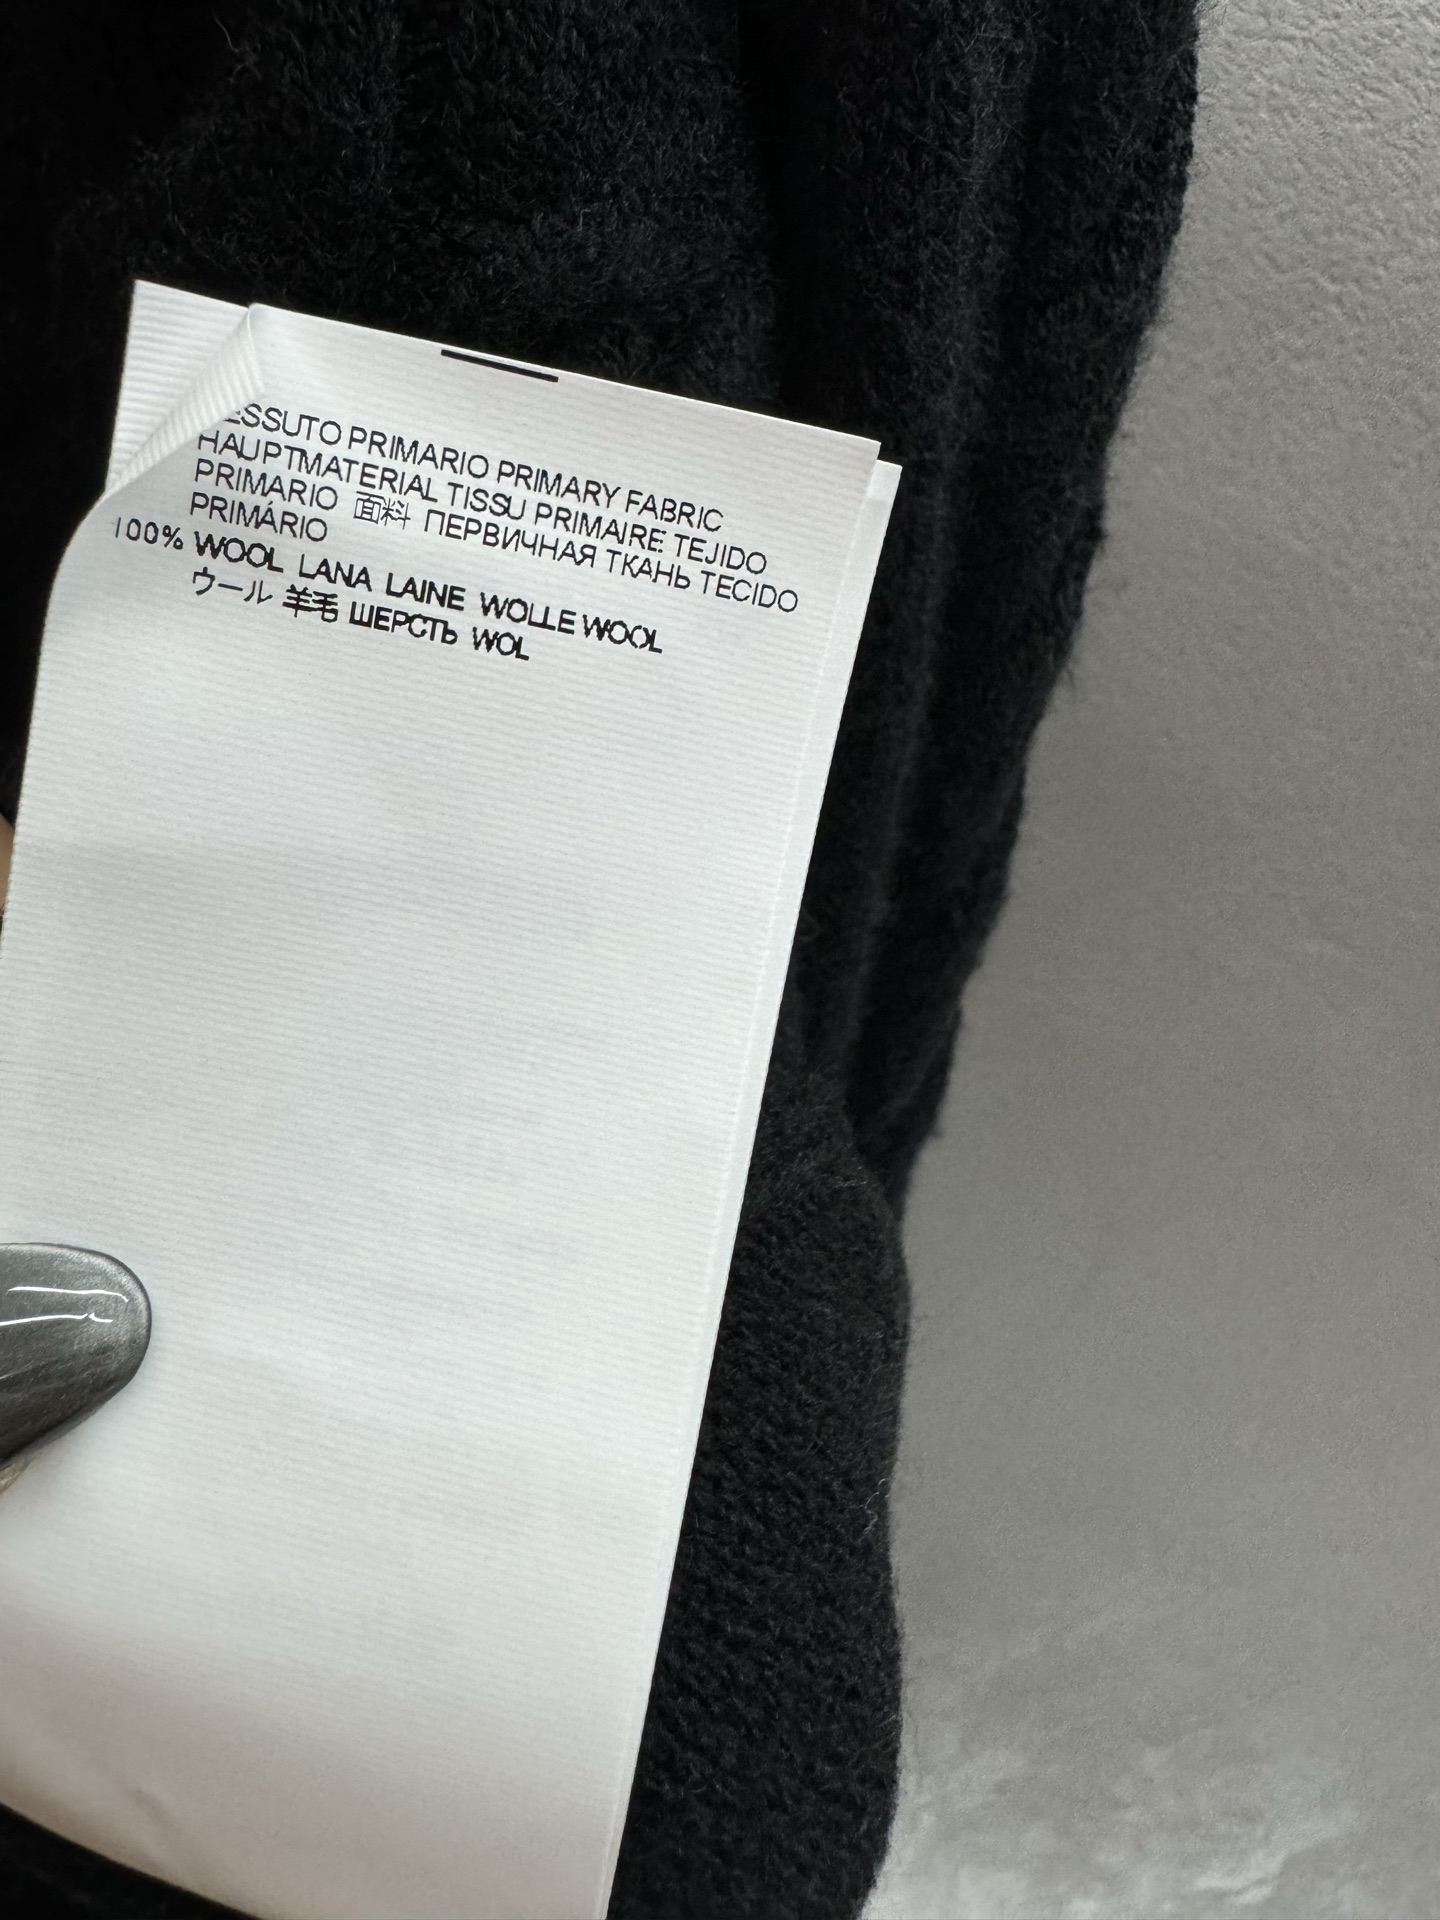 ESSUTO PRIMARIO PRIMARY FABRIC
HAUPTMATERIAL TISSU PRIMAIRE TEJIDO
PRIMARIO 面料 ПЕРВИЧНАЯ ТКАНЬ TECIDO
PRIMÁRIO
100% WOOL LANA LAINE WOLLE WOOL
ウール 羊毛 ШЕРСТЬ WOL